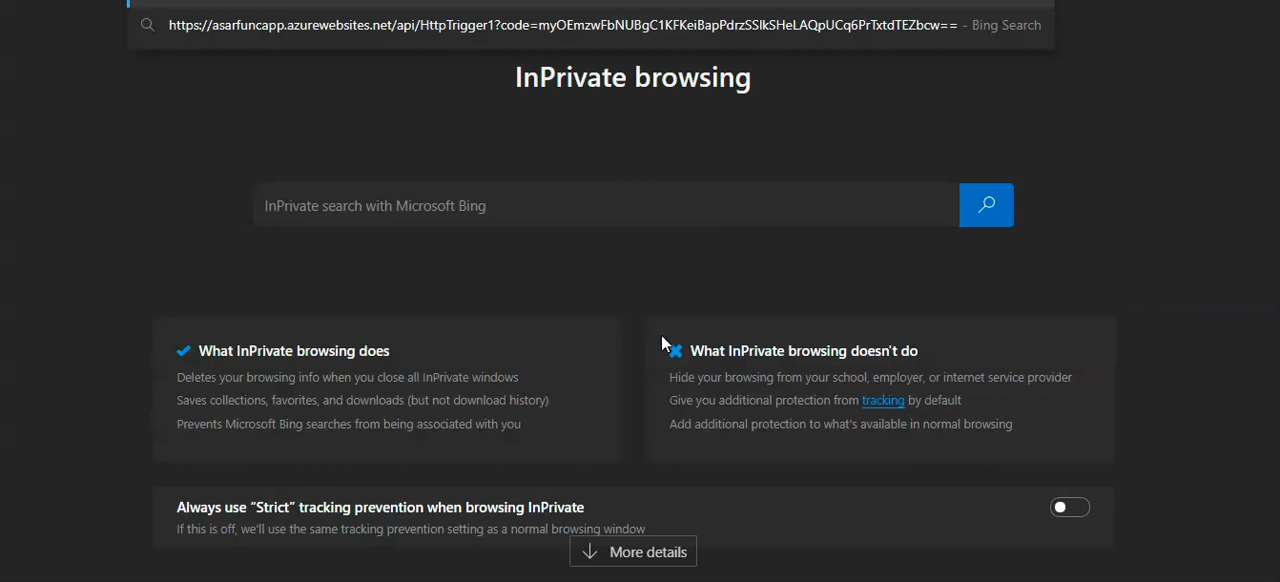 https://asarfuncapp.azurewebsites.net/api/HttpTrigger1?code=myOEmzwFbNUBgC1KFKeiBapPdrzSSlkSHeLAQpUCq6PrTxtdTEZbcw== - Bing Search
InPrivate browsing
InPrivate search with Microsoft Bing
What InPrivate browsing does
Deletes your browsing info when you close all InPrivate windows
Saves collections, favorites, and downloads (but not download history)
Prevents Microsoft Bing searches from being associated with you
What InPrivate browsing doesn't do
Hide your browsing from your school, employer, or internet service provider
Give you additional protection from tracking by default
Add additional protection to what's available in normal browsing
Always use “Strict” tracking prevention when browsing InPrivate
If this is off, we'll use the same tracking prevention setting as a normal browsing window
More details